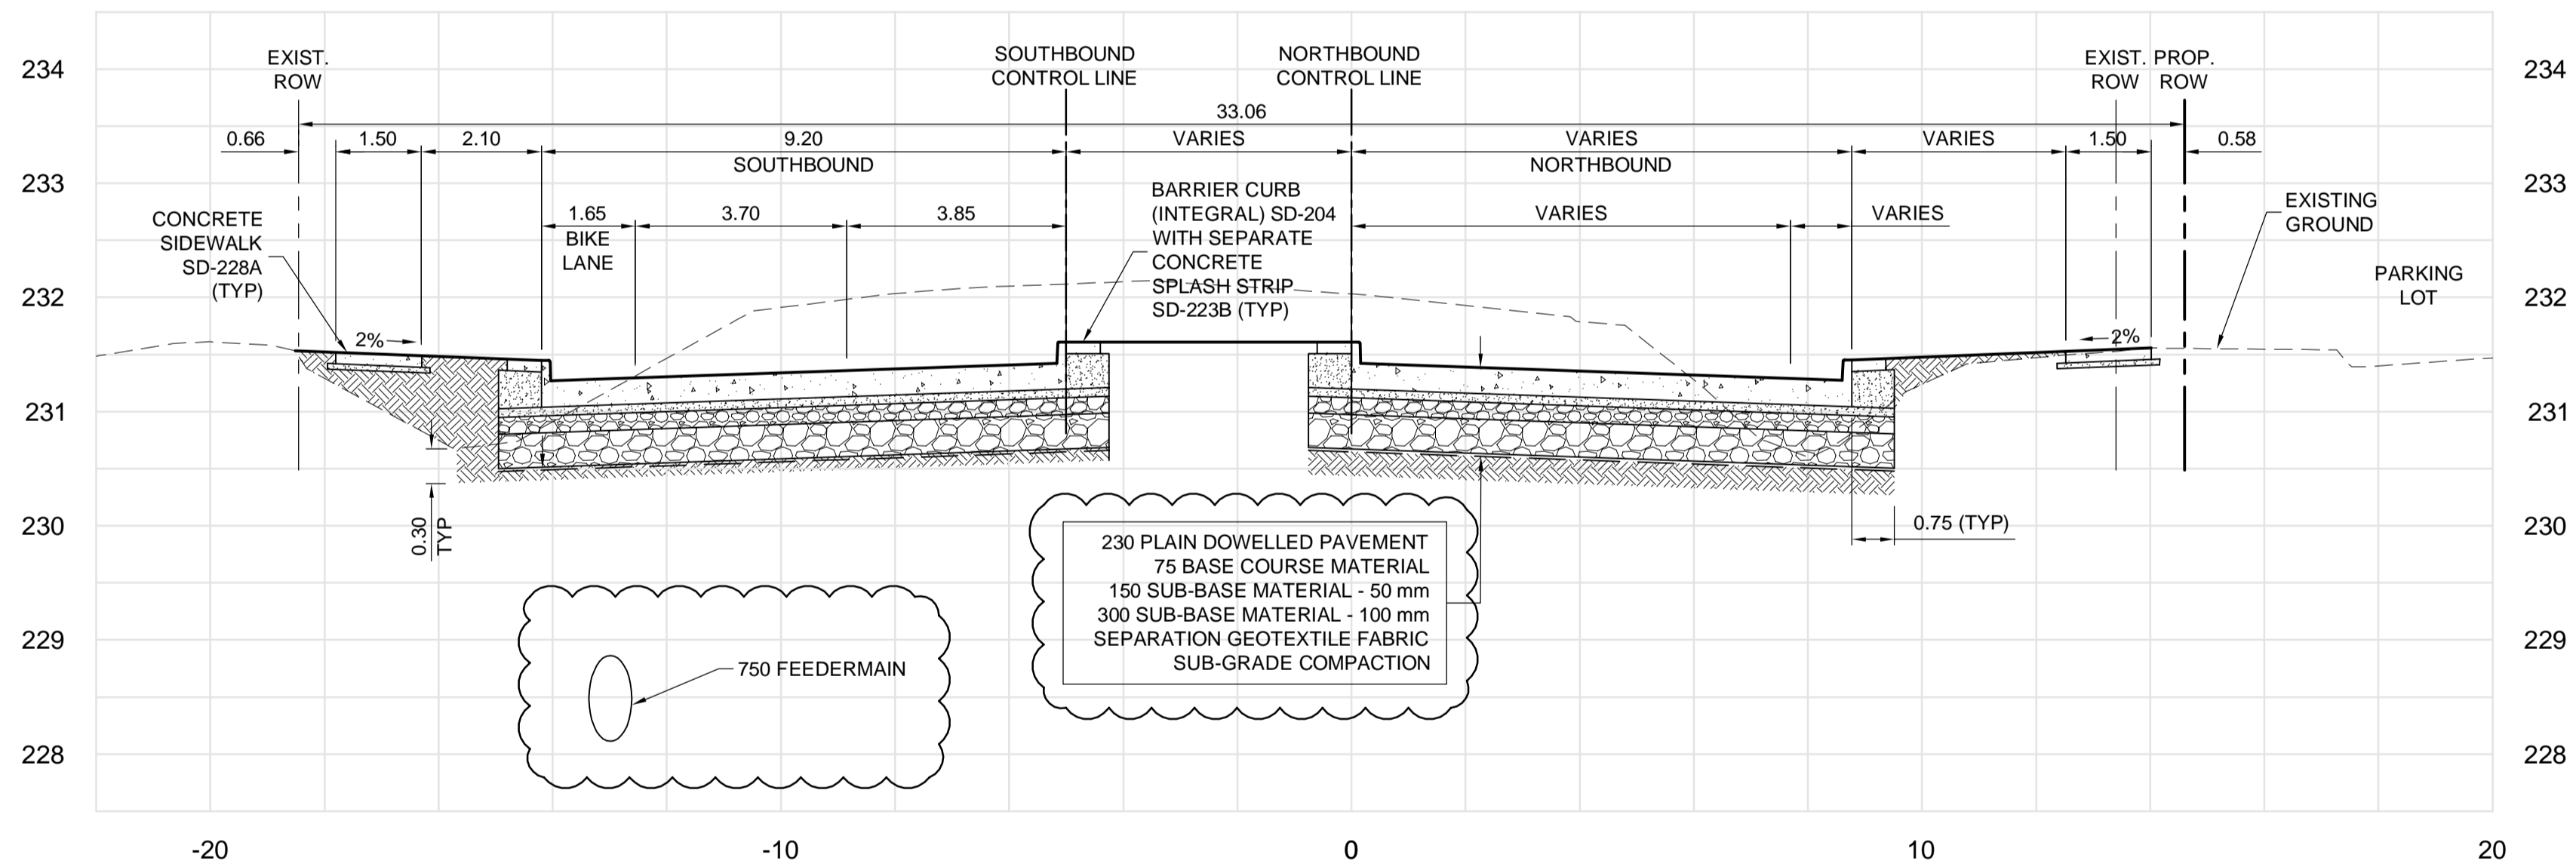 EXIST.
ROW
SOUTHBOUND
CONTROL LINE
NORTHBOUND
CONTROL LINE
EXIST. PROP.
ROW ROW
234
234
33.06
0.66
1.50
2.10
9.20
VARIES
VARIES
VARIES
1.50
0.58
SOUTHBOUND
NORTHBOUND
233
233
CONCRETE
SIDEWALK
SD-228A
(TYP)
1.65
BIKE
LANE
3.70
3.85
BARRIER CURB
(INTEGRAL) SD-204
WITH SEPARATE
CONCRETE
SPLASH STRIP
SD-223B (TYP)
VARIES
VARIES
EXISTING
GROUND
PARKING
LOT
232
232
2%
2%
231
231
0.30
TYP
0.75 (TYP)
230
230
230 PLAIN DOWELLED PAVEMENT
75 BASE COURSE MATERIAL
150 SUB-BASE MATERIAL - 50 mm
300 SUB-BASE MATERIAL - 100 mm
SEPARATION GEOTEXTILE FABRIC
SUB-GRADE COMPACTION
229
229
750 FEEDERMAIN
228
228
-20
-10
0
10
20